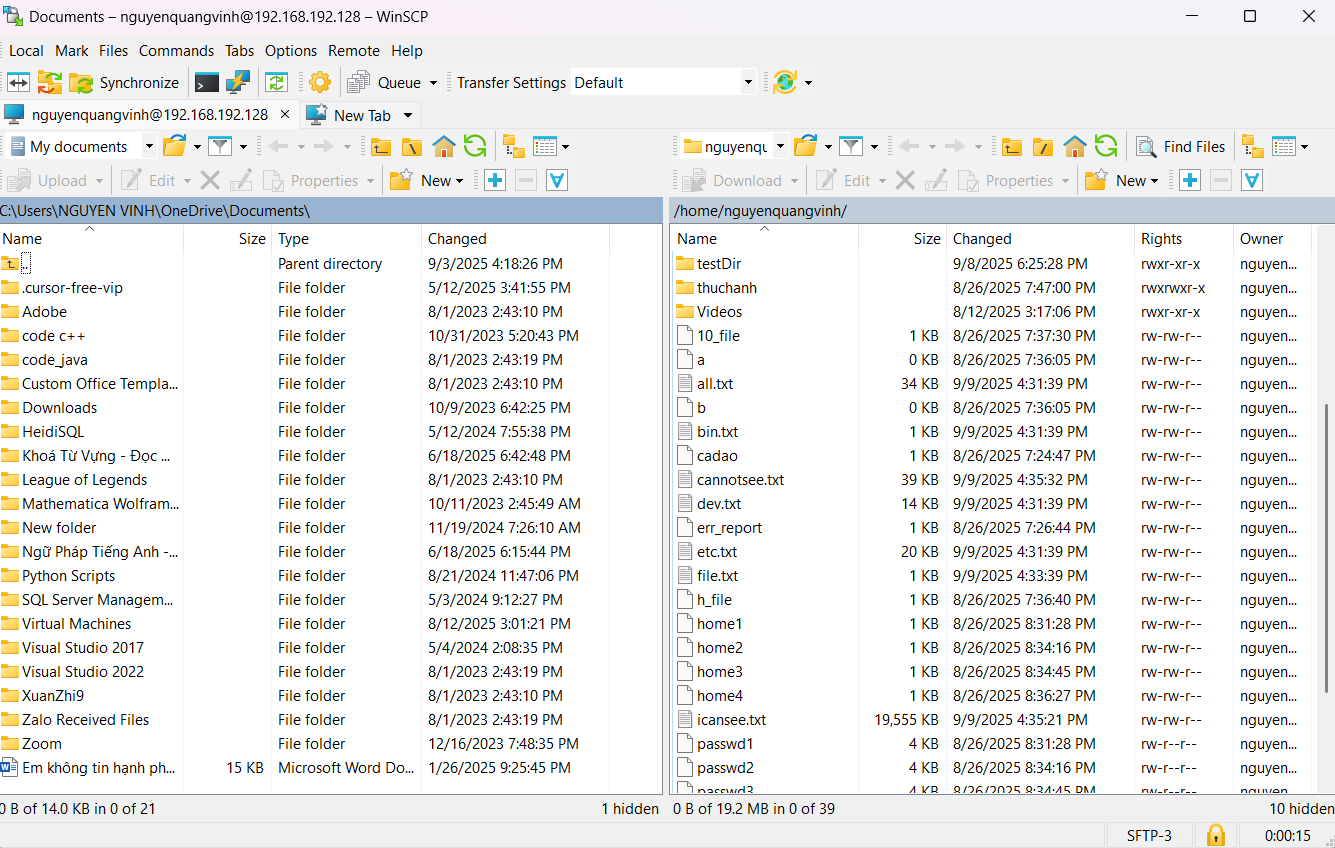 Documents – nguyenquangvinh@192.168.192.128 – WinSCP
Local Mark Files Commands Tabs Options Remote Help
Synchronize Queue Transfer Settings Default
nguyenquangvinh@192.168.192.128 New Tab
My documents
Upload Edit Properties New
C:\Users\NGUYEN VINH\OneDrive\Documents\
Name Size Type Changed
.. Parent directory 9/3/2025 4:18:26 PM
.cursor-free-vip File folder 5/12/2025 3:41:55 PM
Adobe File folder 8/1/2023 2:43:10 PM
code c++ File folder 10/31/2023 5:20:43 PM
code_java File folder 8/1/2023 2:43:19 PM
Custom Office Templa... File folder 8/1/2023 2:43:10 PM
Downloads File folder 10/9/2023 6:42:25 PM
HeidiSQL File folder 5/12/2024 7:55:38 PM
Khoá Từ Vựng - Đọc ... File folder 6/18/2025 6:42:48 PM
League of Legends File folder 8/1/2023 2:43:10 PM
Mathematica Wolfram... File folder 10/11/2023 2:45:49 AM
New folder File folder 11/19/2024 7:26:10 AM
Ngữ Pháp Tiếng Anh -... File folder 6/18/2025 6:15:44 PM
Python Scripts File folder 8/21/2024 11:47:06 PM
SQL Server Managem... File folder 5/3/2024 9:12:27 PM
Virtual Machines File folder 8/12/2025 3:01:21 PM
Visual Studio 2017 File folder 5/4/2024 2:08:35 PM
Visual Studio 2022 File folder 8/1/2023 2:43:19 PM
XuanZhi9 File folder 8/1/2023 2:43:10 PM
Zalo Received Files File folder 8/1/2023 2:43:19 PM
Zoom File folder 12/16/2023 7:48:35 PM
Em không tin hạnh ph... 15 KB Microsoft Word Do... 1/26/2025 9:25:45 PM
0 B of 14.0 KB in 0 of 21 1 hidden
nguyenqu Find Files
Download Edit Properties New
/home/nguyenquangvinh/
Name Size Changed Rights Owner
testDir 9/8/2025 6:25:28 PM rwxr-xr-x nguyen...
thuchanh 8/26/2025 7:47:00 PM rwxrwxr-x nguyen...
Videos 8/12/2025 3:17:06 PM rwxr-xr-x nguyen...
10_file 1 KB 8/26/2025 7:37:30 PM rw-rw-r-- nguyen...
a 0 KB 8/26/2025 7:36:05 PM rw-rw-r-- nguyen...
all.txt 34 KB 9/9/2025 4:31:39 PM rw-rw-r-- nguyen...
b 0 KB 8/26/2025 7:36:05 PM rw-rw-r-- nguyen...
bin.txt 1 KB 9/9/2025 4:31:39 PM rw-rw-r-- nguyen...
cadao 1 KB 8/26/2025 7:24:47 PM rw-rw-r-- nguyen...
cannotsee.txt 39 KB 9/9/2025 4:35:32 PM rw-rw-r-- nguyen...
dev.txt 14 KB 9/9/2025 4:31:39 PM rw-rw-r-- nguyen...
err_report 1 KB 8/26/2025 7:26:44 PM rw-rw-r-- nguyen...
etc.txt 20 KB 9/9/2025 4:31:39 PM rw-rw-r-- nguyen...
file.txt 1 KB 9/9/2025 4:33:39 PM rw-rw-r-- nguyen...
h_file 1 KB 8/26/2025 7:36:40 PM rw-rw-r-- nguyen...
home1 1 KB 8/26/2025 8:31:28 PM rw-rw-r-- nguyen...
home2 1 KB 8/26/2025 8:34:16 PM rw-rw-r-- nguyen...
home3 1 KB 8/26/2025 8:34:45 PM rw-rw-r-- nguyen...
home4 1 KB 8/26/2025 8:36:27 PM rw-rw-r-- nguyen...
icansee.txt 19,555 KB 9/9/2025 4:35:21 PM rw-rw-r-- nguyen...
passwd1 4 KB 8/26/2025 8:31:28 PM rw-r--r-- nguyen...
passwd2 4 KB 8/26/2025 8:34:16 PM rw-r--r-- nguyen...
passwd3 4 KB 8/26/2025 8:34:45 PM rw-r--r-- nguyen...
0 B of 19.2 MB in 0 of 39 10 hidden
SFTP-3 0:00:15